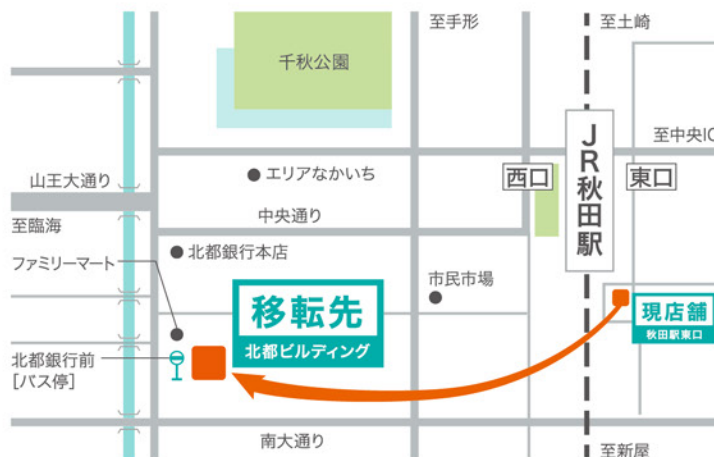 至手形
至土崎
千秋公園
至中央IC
JR秋田駅
西口
東口
エリアなかいち
山王大通り
中央通り
至臨海
北都銀行本店
ファミリーマート
市民市場
移転先
北都ビルディング
現店舗
秋田駅東口
北都銀行前
[バス停]
南大通り
至新屋